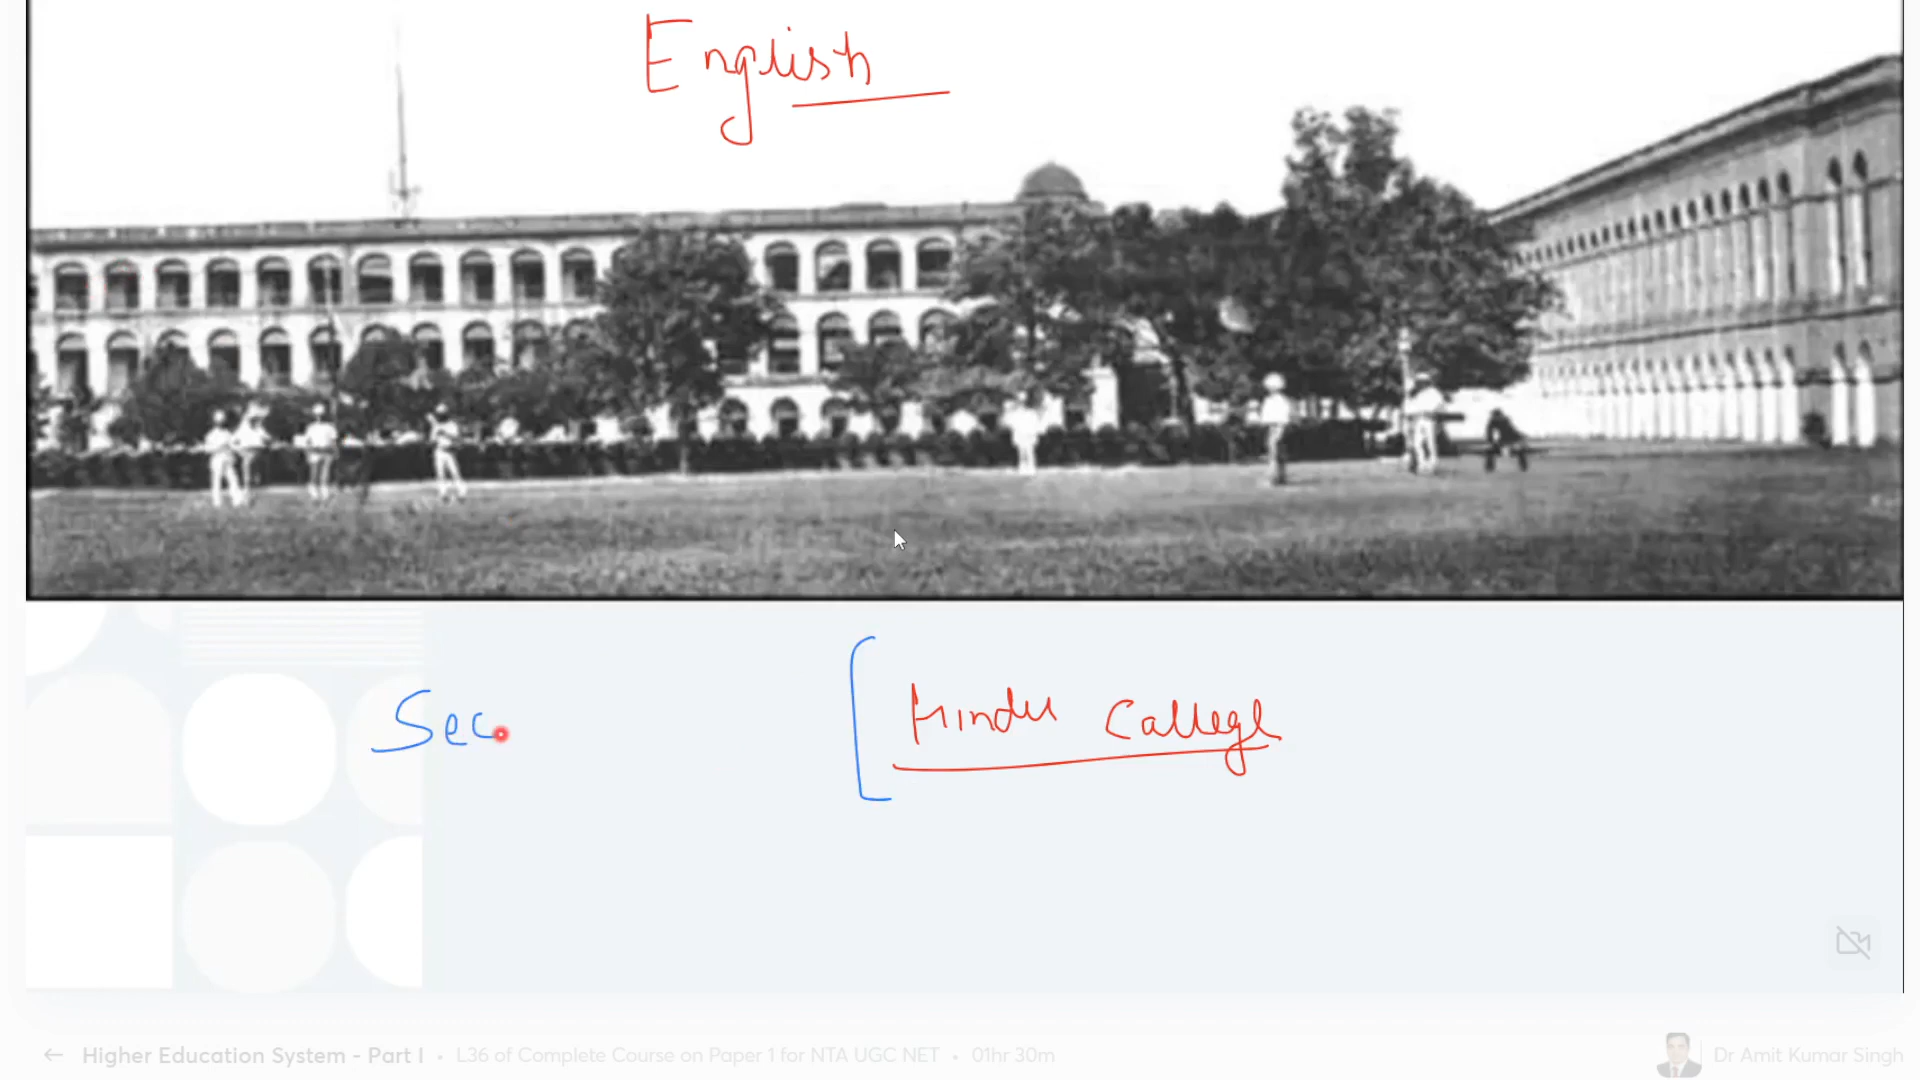 English
Sec
Hindu College
Higher Education System - Part I • L36 of Complete Course on Paper 1 for NTA UGC NET • 01hr 30m
Dr Amit Kumar Singh